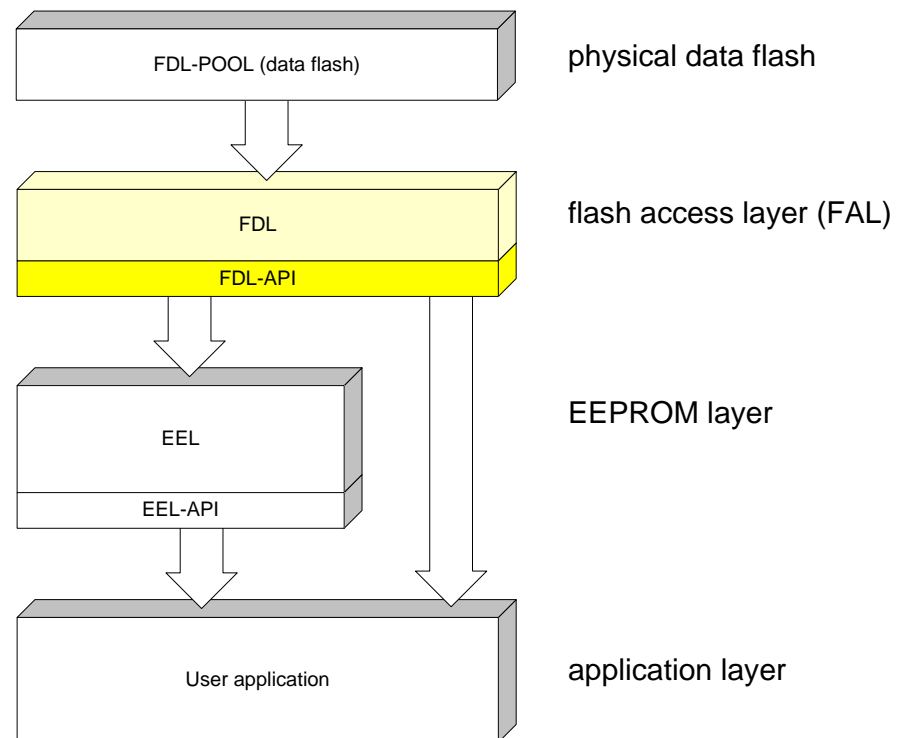 FDL-POOL (data flash)
physical data flash
FDL
flash access layer (FAL)
FDL-API
EEL
EEPROM layer
EEL-API
User application
application layer